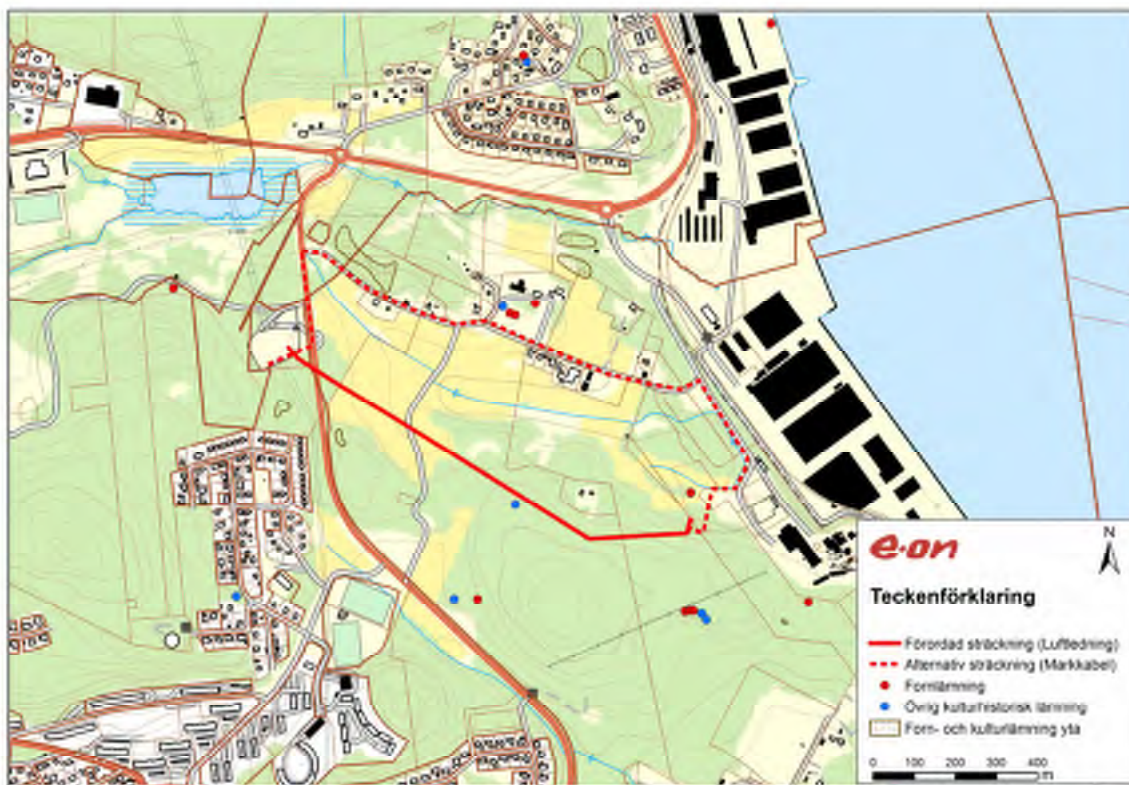 e·on
N
Teckenförklaring
Förordad sträckning (Luftledning)
Alternativ sträckning (Markkabel)
Fornlämning
Övrig kulturhistorisk lämning
Forn- och kulturlämning yta
0 100 200 300 400
m